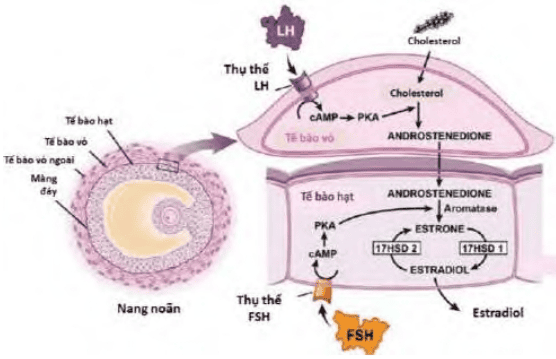 LH
Cholesterol
Thụ thể
LH
Cholesterol
cAMP
PKA
Tế bào vỏ
ANDROSTENEDIONE
Tế bào hạt
Tế bào vỏ
Tế bào vỏ ngoài
Màng
đáy
Nang noãn
Tế bào hạt
ANDROSTENEDIONE
Aromatase
PKA
ESTRONE
17HSD 2
17HSD 1
cAMP
ESTRADIOL
Thụ thể
FSH
Estradiol
FSH